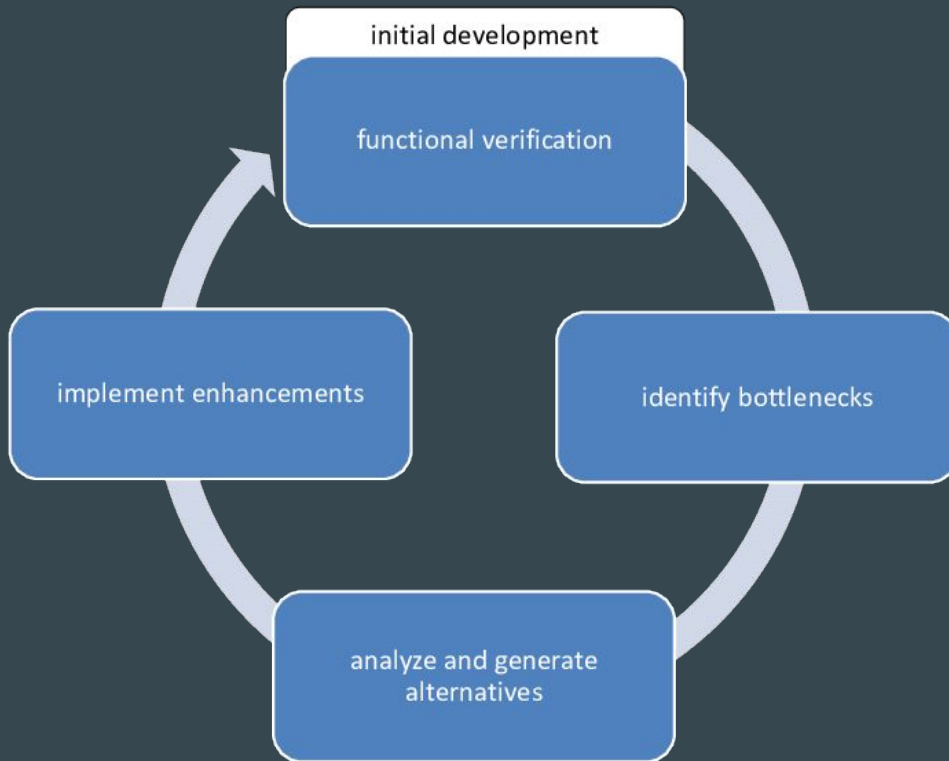 initial development
functional verification
implement enhancements
identify bottlenecks
analyze and generate
alternatives